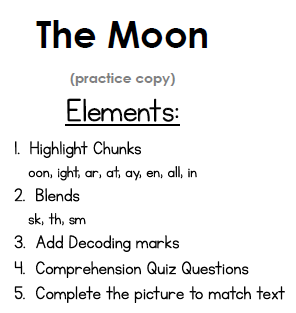 The Moon
(practice copy)
Elements:
1. Highlight Chunks
oon, ight, ar, at, ay, en, all, in
2. Blends
sk, th, sm
3. Add Decoding marks
4. Comprehension Quiz Questions
5. Complete the picture to match text